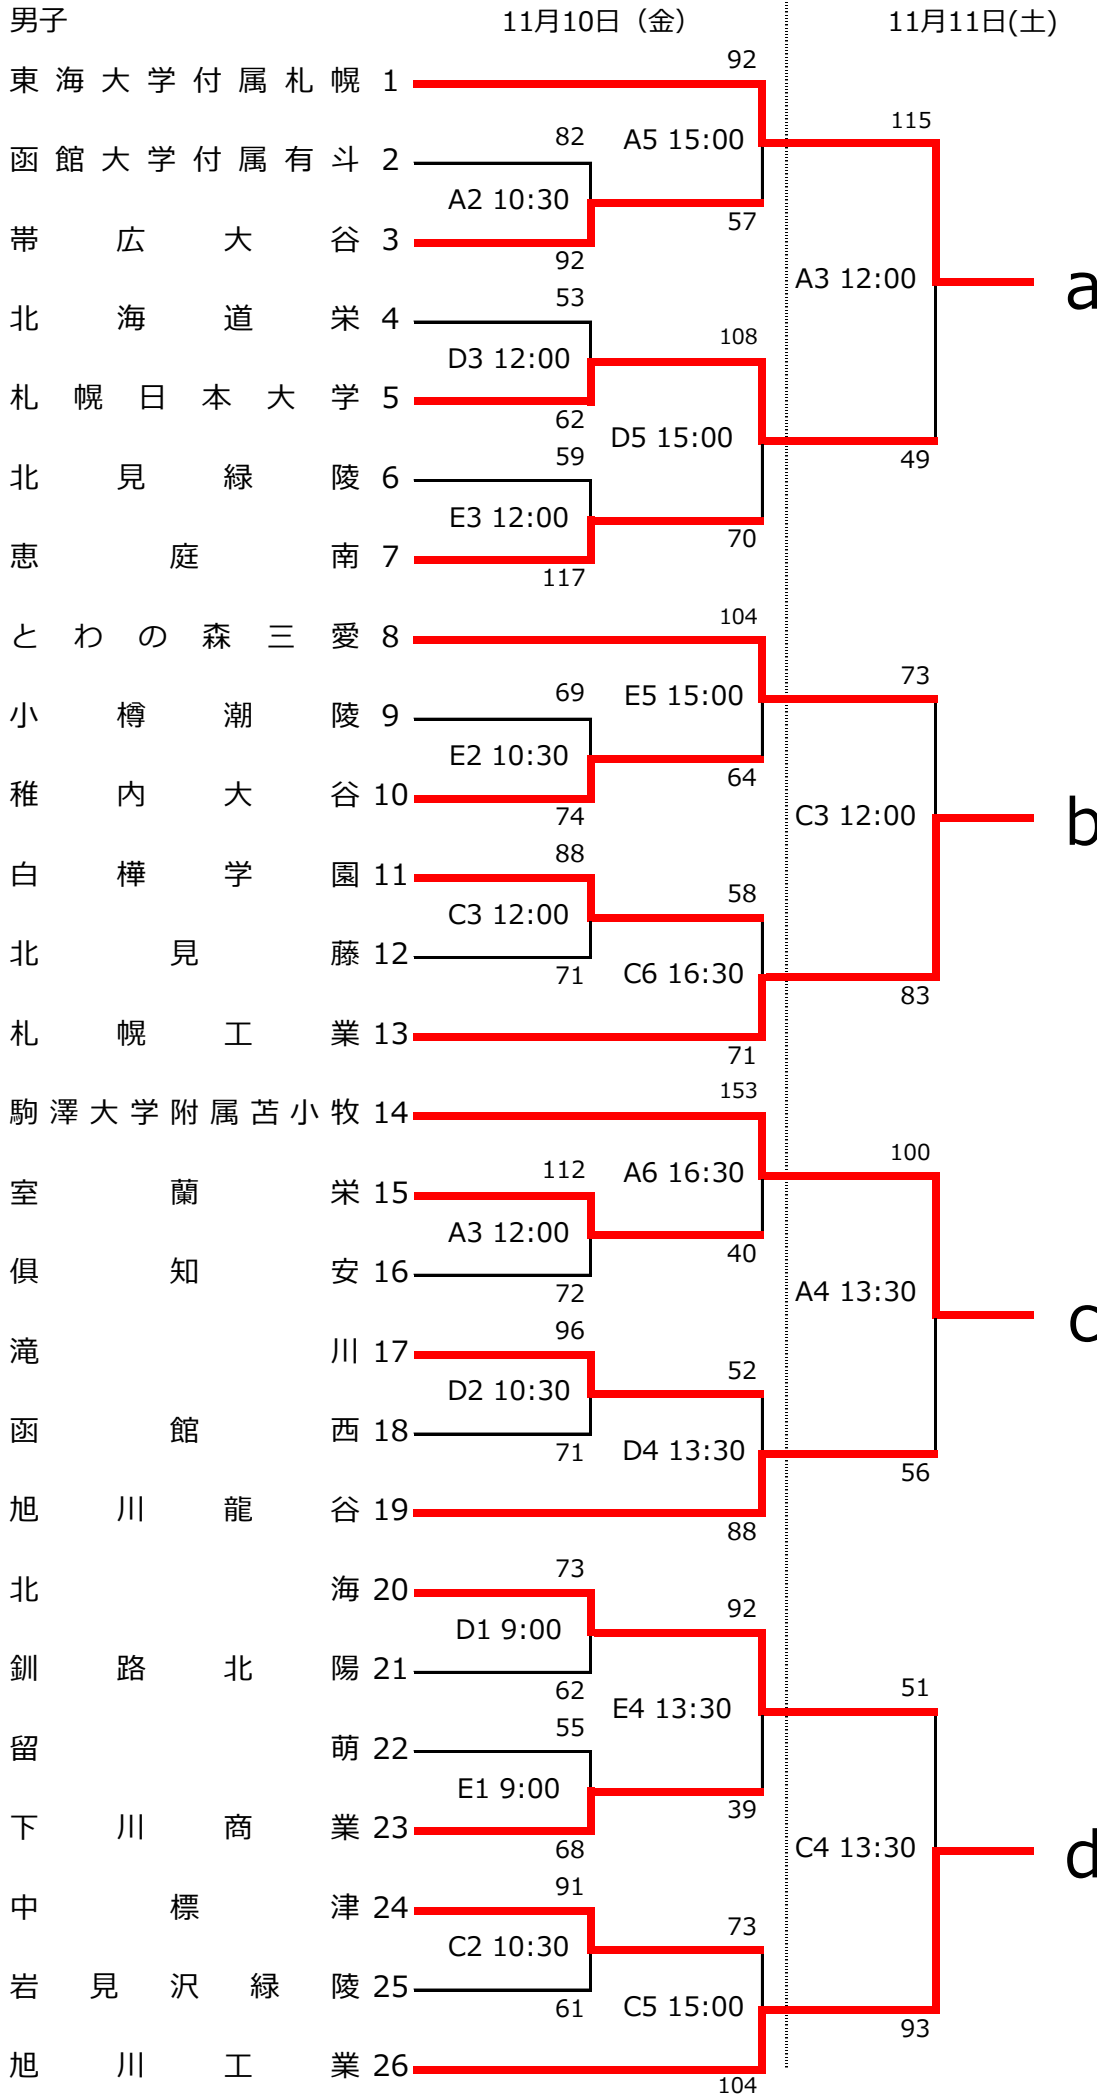 男子 11月10日（金） 11月11日(土)
92
東海大学付属札幌 1
115
82
A5 15:00
函館大学付属有斗 2
A2 10:30
57
帯広大谷 3
92
A3 12:00
a
53
北海道栄 4
108
D3 12:00
札幌日本大学 5
62
D5 15:00
59
49
北見緑陵 6
E3 12:00
70
恵庭南 7
117
104
とわの森三愛 8
73
69
E5 15:00
小樽潮陵 9
E2 10:30
64
稚内大谷 10
74
C3 12:00
b
88
白樺学園 11
58
C3 12:00
北見藤 12
71
C6 16:30
83
札幌工業 13
71
153
駒澤大学附属苫小牧 14
100
112
A6 16:30
室蘭栄 15
A3 12:00
40
倶知安 16
72
A4 13:30
c
96
滝川 17
52
D2 10:30
函館西 18
71
D4 13:30
56
旭川龍谷 19
88
73
北海 20
92
D1 9:00
釧路北陽 21
62
51
E4 13:30
55
留萌 22
E1 9:00
39
下川商業 23
68
C4 13:30
d
91
中標津 24
73
C2 10:30
岩見沢緑陵 25
61
C5 15:00
93
旭川工業 26
104